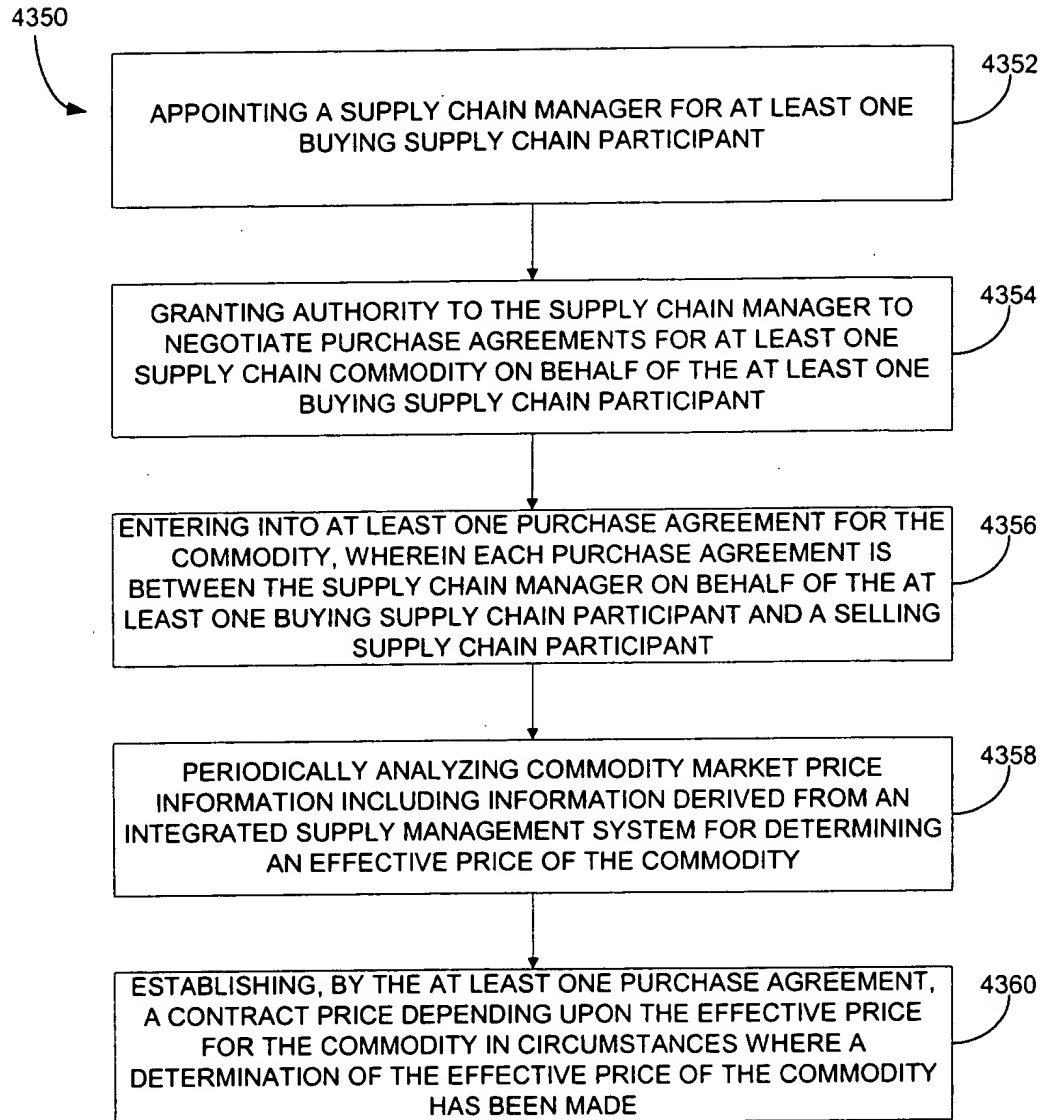 4350
4352
APPOINTING A SUPPLY CHAIN MANAGER FOR AT LEAST ONE
BUYING SUPPLY CHAIN PARTICIPANT
4354
GRANTING AUTHORITY TO THE SUPPLY CHAIN MANAGER TO
NEGOTIATE PURCHASE AGREEMENTS FOR AT LEAST ONE
SUPPLY CHAIN COMMODITY ON BEHALF OF THE AT LEAST ONE
BUYING SUPPLY CHAIN PARTICIPANT
4356
ENTERING INTO AT LEAST ONE PURCHASE AGREEMENT FOR THE
COMMODITY, WHEREIN EACH PURCHASE AGREEMENT IS
BETWEEN THE SUPPLY CHAIN MANAGER ON BEHALF OF THE AT
LEAST ONE BUYING SUPPLY CHAIN PARTICIPANT AND A SELLING
SUPPLY CHAIN PARTICIPANT
4358
PERIODICALLY ANALYZING COMMODITY MARKET PRICE
INFORMATION INCLUDING INFORMATION DERIVED FROM AN
INTEGRATED SUPPLY MANAGEMENT SYSTEM FOR DETERMINING
AN EFFECTIVE PRICE OF THE COMMODITY
4360
ESTABLISHING, BY THE AT LEAST ONE PURCHASE AGREEMENT,
A CONTRACT PRICE DEPENDING UPON THE EFFECTIVE PRICE
FOR THE COMMODITY IN CIRCUMSTANCES WHERE A
DETERMINATION OF THE EFFECTIVE PRICE OF THE COMMODITY
HAS BEEN MADE